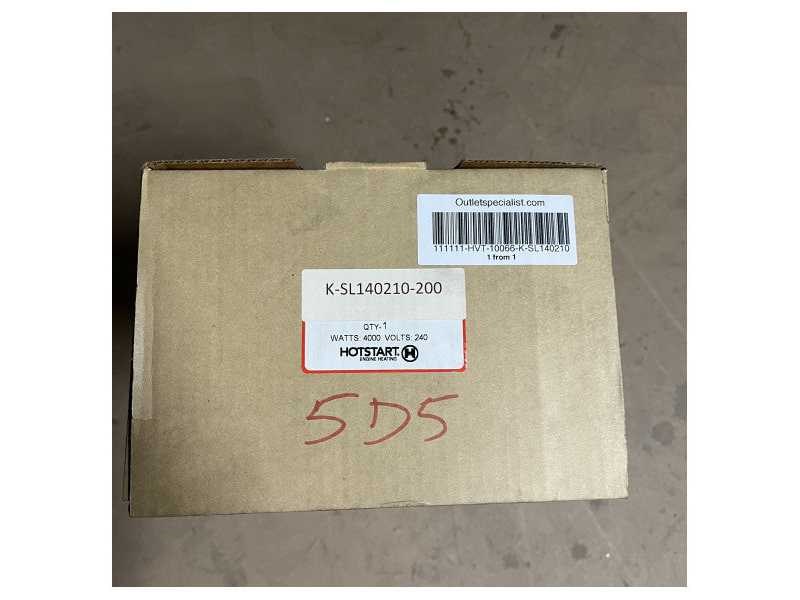 Outletspecialist.com
111111-HVT-10066-K-SL140210
1 from 1
K-SL140210-200
QTY-1
WATTS: 4000 VOLTS: 240
HOTSTART
ENGINE HEATING
5D5